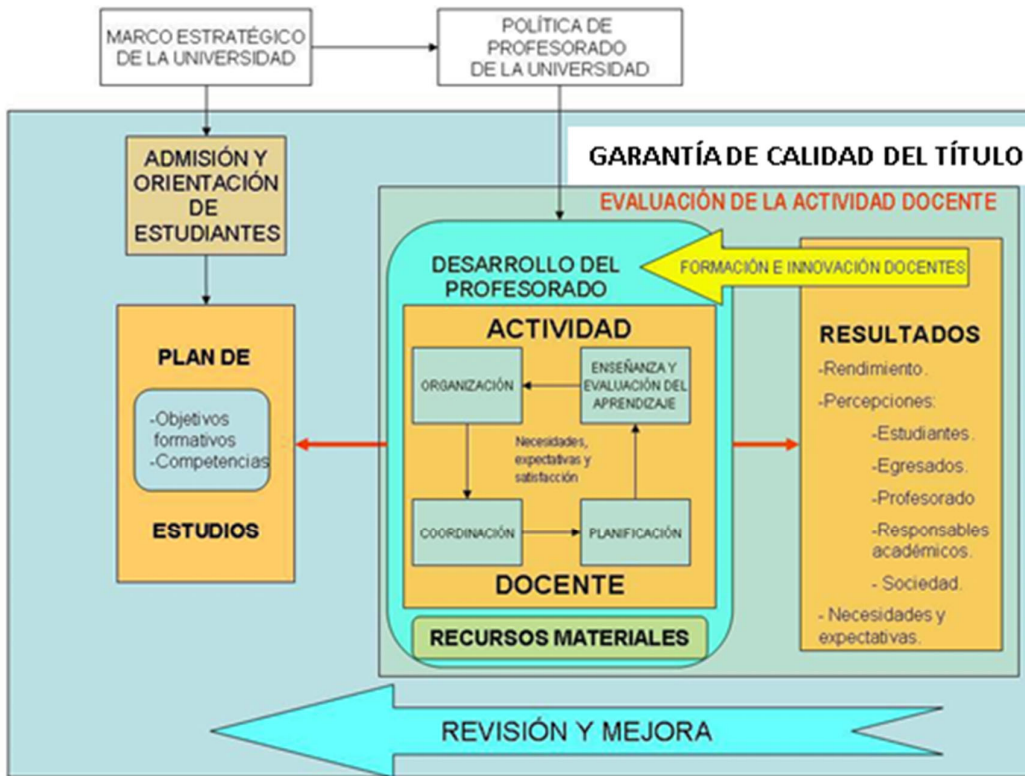 MARCO ESTRATÉGICO
DE LA UNIVERSIDAD
POLÍTICA DE
PROFESORADO
DE LA UNIVERSIDAD
ADMISIÓN Y
ORIENTACIÓN
DE
ESTUDIANTES
GARANTÍA DE CALIDAD DEL TÍTULO
EVALUACIÓN DE LA ACTIVIDAD DOCENTE
FORMACIÓN E INNOVACIÓN DOCENTES
DESARROLLO DEL
PROFESORADO
PLAN DE
-Objetivos
formativos
-Competencias
ESTUDIOS
ACTIVIDAD
ORGANIZACIÓN
ENSEÑANZA Y
EVALUACIÓN DEL
APRENDIZAJE
Necesidades,
expectativas y
satisfacción
COORDINACIÓN
PLANIFICACIÓN
DOCENTE
RECURSOS MATERIALES
RESULTADOS
-Rendimiento.
-Percepciones:
-Estudiantes.
-Egresados.
-Profesorado
-Responsables
académicos.
- Sociedad.
- Necesidades y
expectativas.
REVISIÓN Y MEJORA